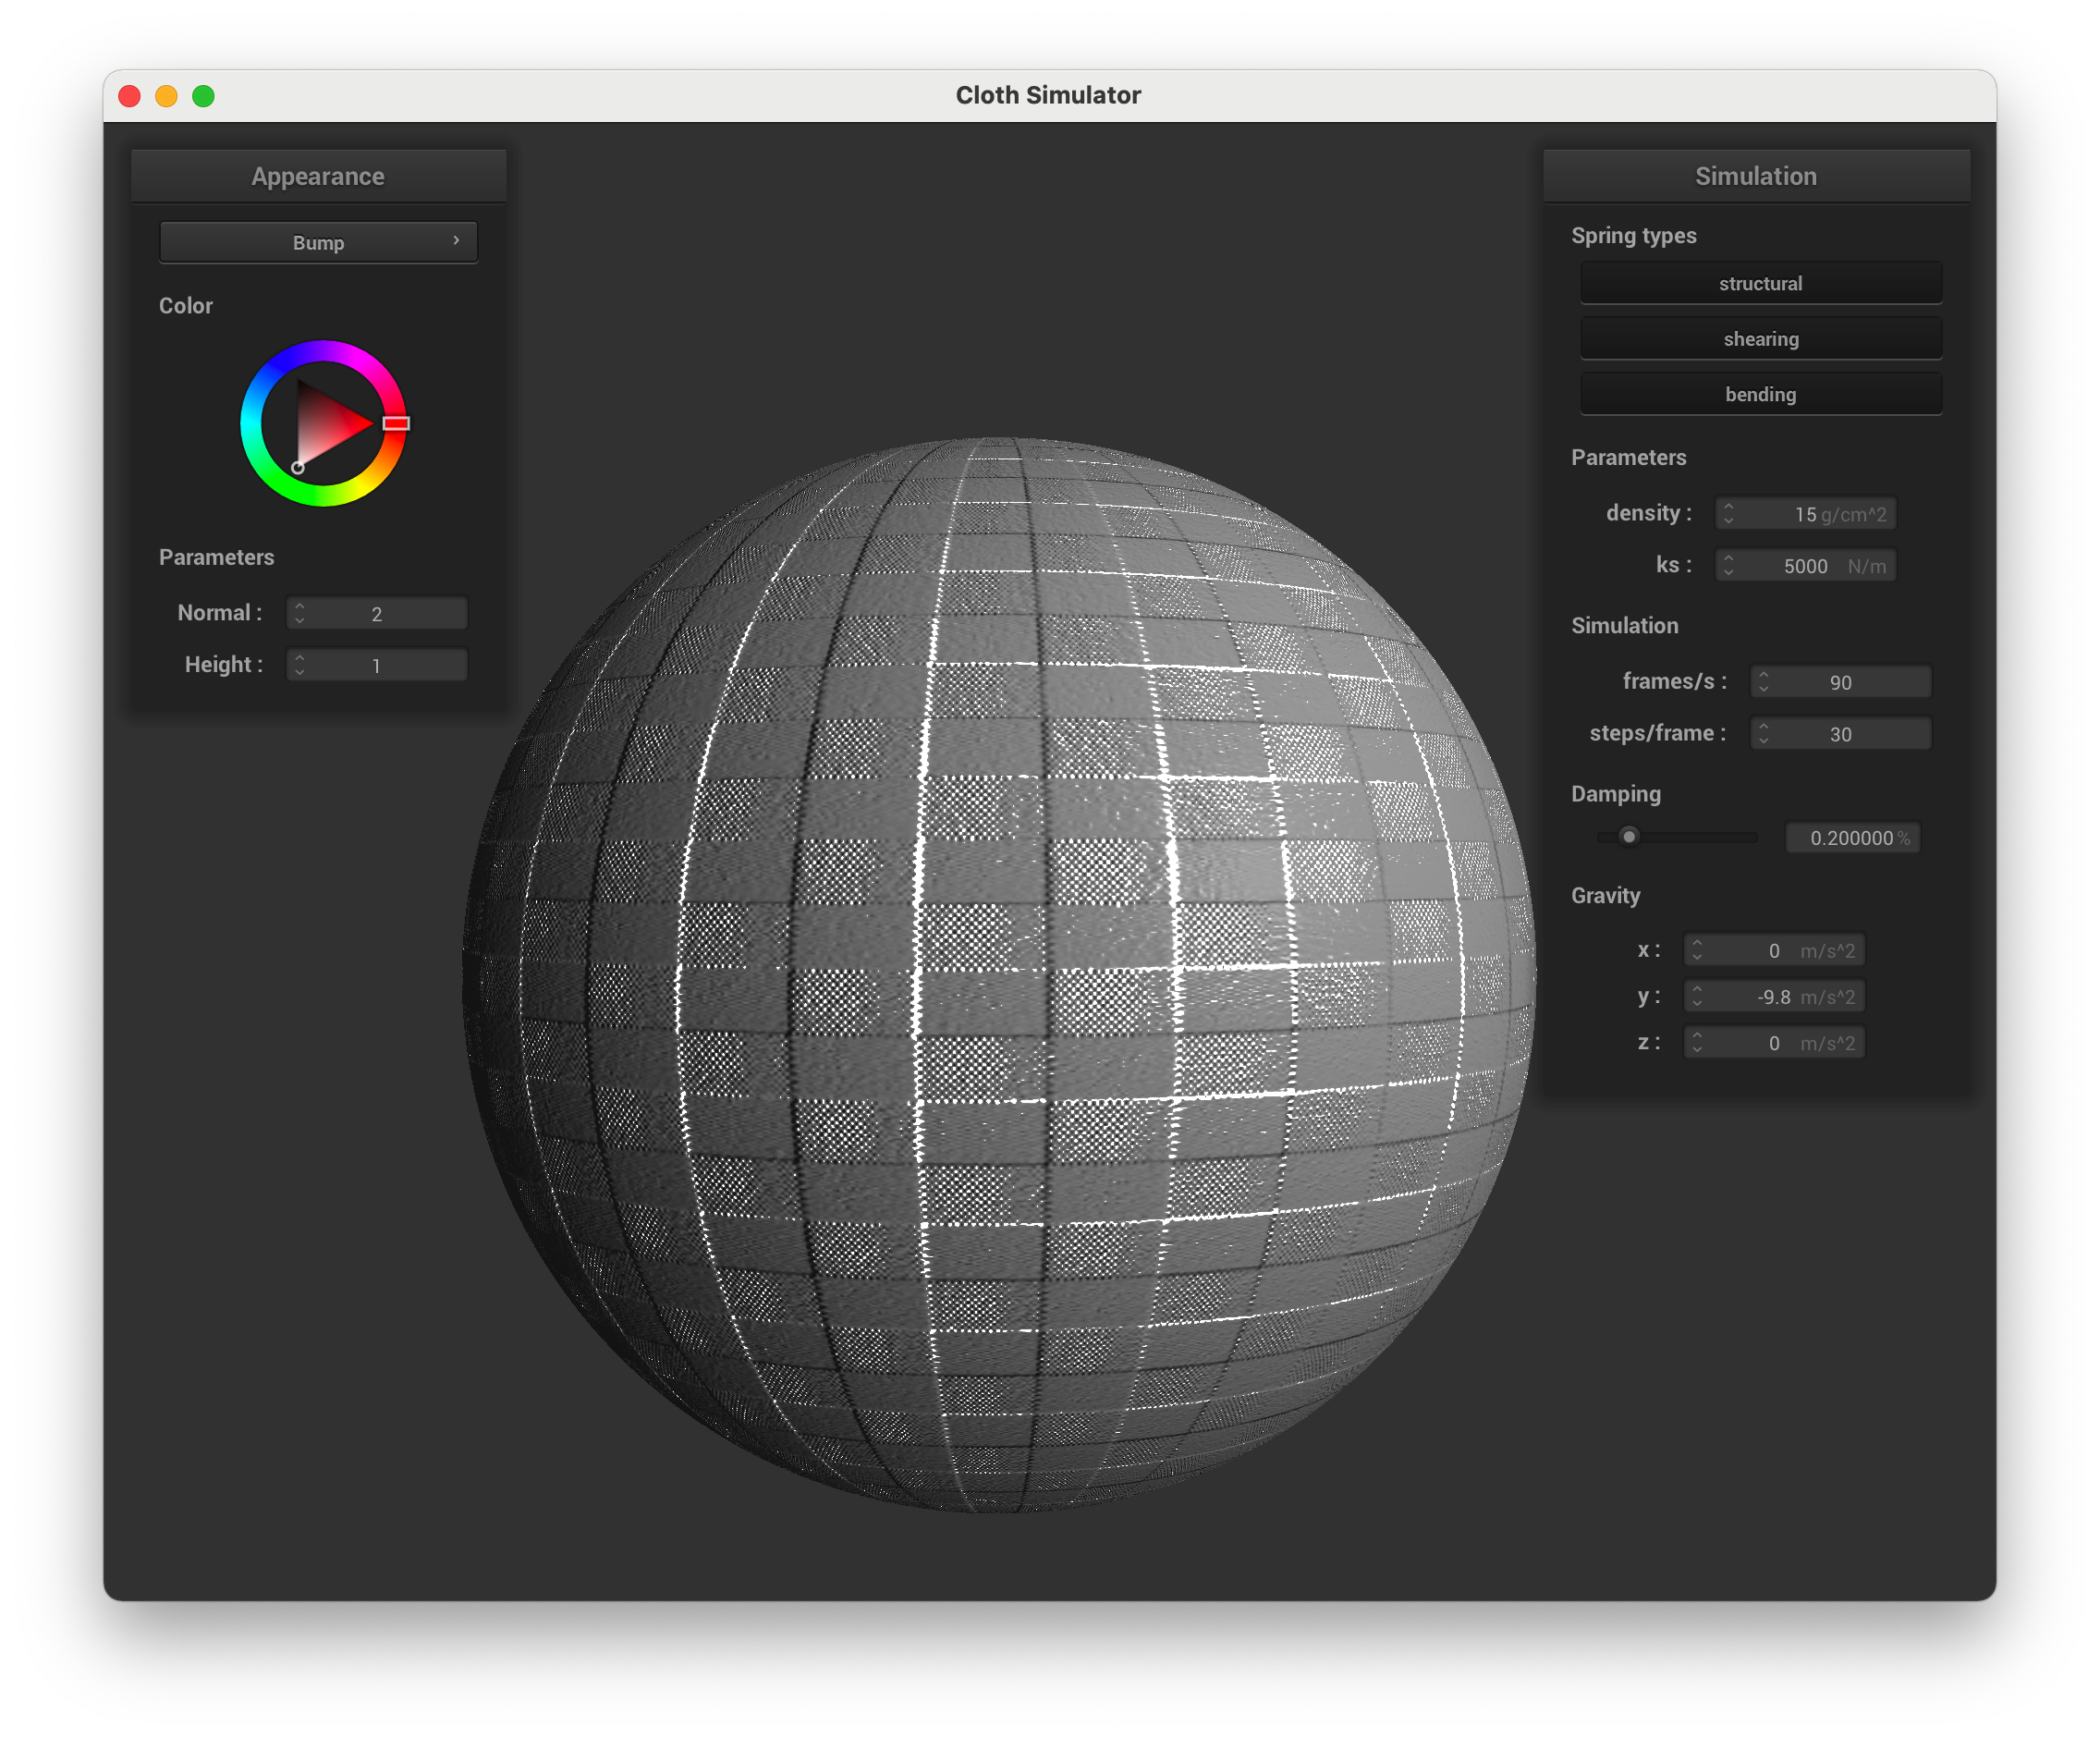 Cloth Simulator
Appearance
Bump
Color
Parameters
Normal : 2
Height : 1
Simulation
Spring types
structural
shearing
bending
Parameters
density : 15 g/cm^2
ks : 5000 N/m
Simulation
frames/s : 90
steps/frame : 30
Damping
0.200000 %
Gravity
x : 0 m/s^2
y : -9.8 m/s^2
z : 0 m/s^2